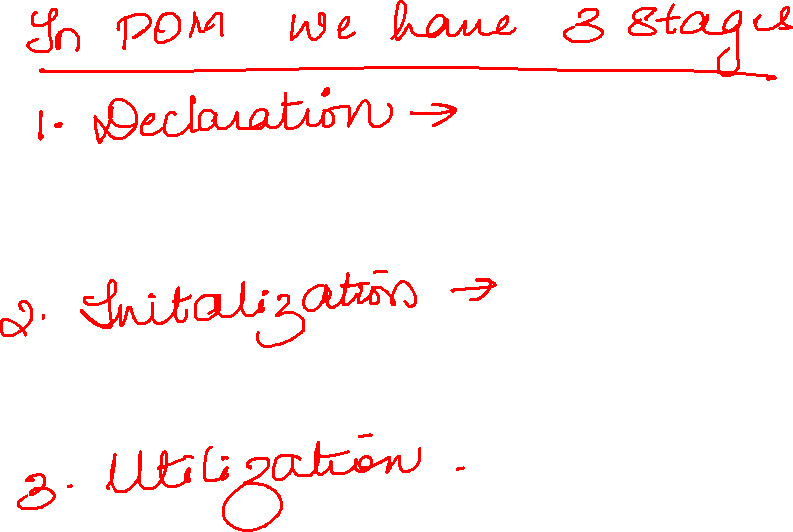 In POM we have 3 stages
1. Declaration →
2. Initalization →
3. Utilization.